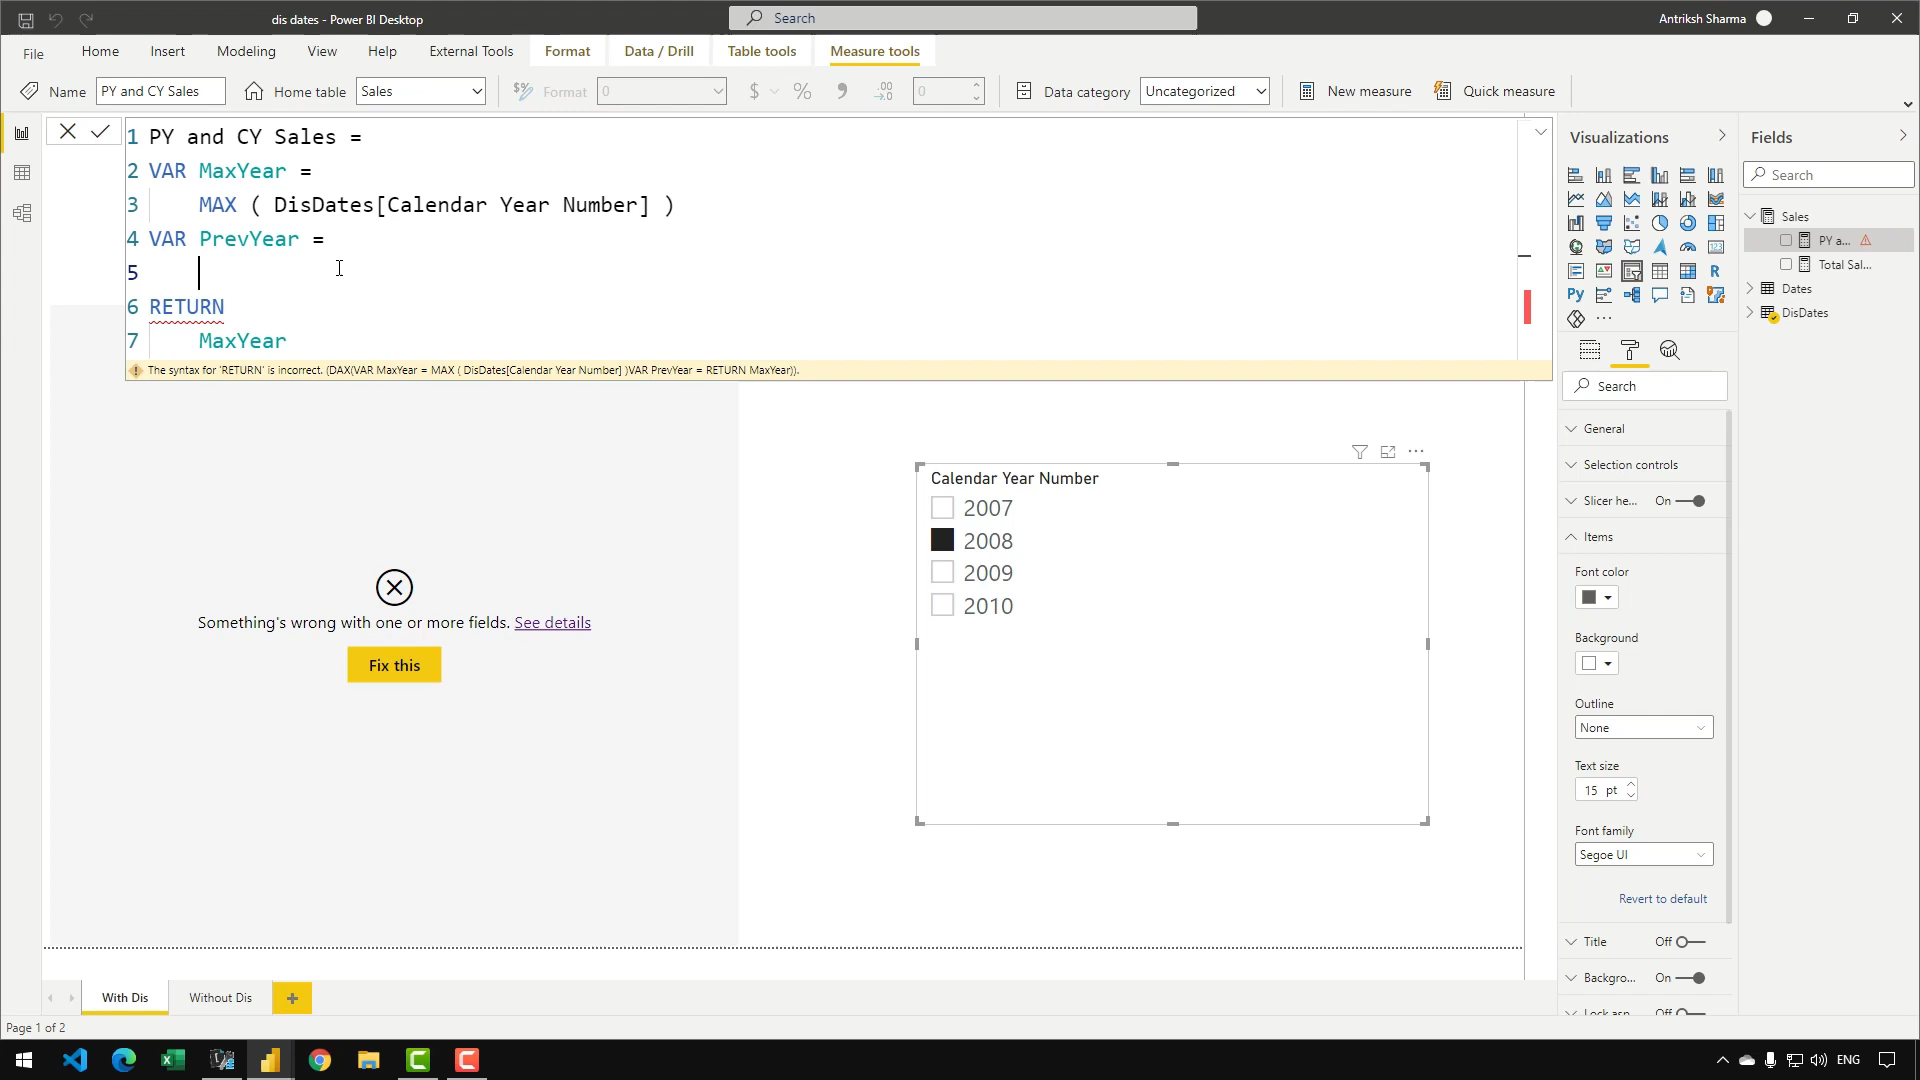 dis dates - Power BI Desktop
Search
Antriksh Sharma
File
Home
Insert
Modeling
View
Help
External Tools
Format
Data / Drill
Table tools
Measure tools
Name
PY and CY Sales
Home table
Sales
Format
0
$
%
0
Data category
Uncategorized
New measure
Quick measure
1 PY and CY Sales =
2 VAR MaxYear =
3 MAX ( DisDates[Calendar Year Number] )
4 VAR PrevYear =
5
6 RETURN
7 MaxYear
The syntax for 'RETURN' is incorrect. (DAX(VAR MaxYear = MAX ( DisDates[Calendar Year Number] )VAR PrevYear = RETURN MaxYear)).
Something's wrong with one or more fields. See details
Fix this
Calendar Year Number
2007
2008
2009
2010
Visualizations
123
R
Py
...
Search
General
Selection controls
Slicer he... On
Items
Font color
Background
Outline
None
Text size
15 pt
Font family
Segoe UI
Revert to default
Title Off
Backgro... On
Lock asp... Off
Fields
Search
Sales
PY a...
Total Sal...
Dates
DisDates
With Dis
Without Dis
+
Page 1 of 2
ENG